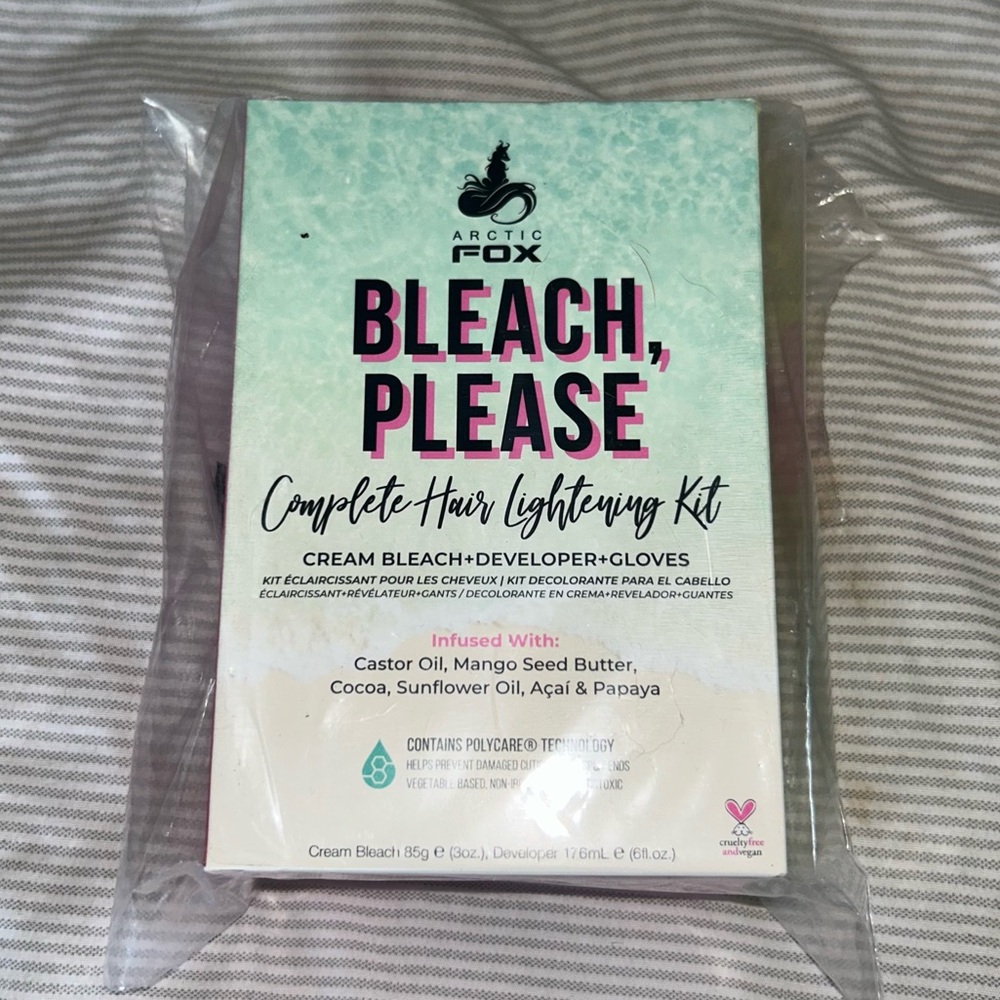 ARCTIC
FOX
BLEACH,
PLEASE
Complete Hair Lightening Kit
CREAM BLEACH+DEVELOPER+GLOVES
KIT ÉCLAIRCISSANT POUR LES CHEVEUX | KIT DECOLORANTE PARA EL CABELLO
ÉCLAIRCISSANT+RÉVÉLATEUR+GANTS / DECOLORANTE EN CREMA+REVELADOR+GUANTES
Infused With:
Castor Oil, Mango Seed Butter,
Cocoa, Sunflower Oil, Açaí & Papaya
CONTAINS POLYCARE® TECHNOLOGY
HELPS PREVENT DAMAGED ENDS
VEGETABLE BASED,
crueltyfree
andvegan
Cream Bleach 85g ℮ (3oz.), Developer 176mL ℮ (6fl.oz.)